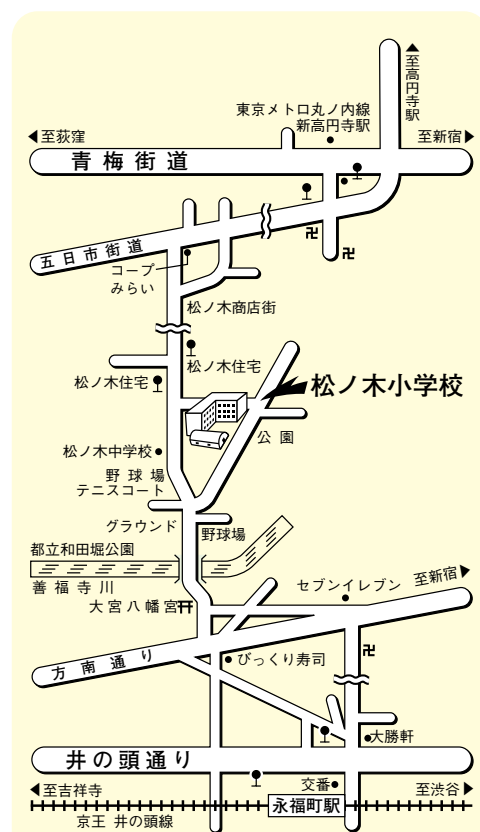 至高円寺駅
東京メトロ丸ノ内線
新高円寺駅
至荻窪
至新宿
青梅街道
五日市街道
コープ
みらい
松ノ木商店街
松ノ木住宅
松ノ木住宅
松ノ木小学校
公園
松ノ木中学校
野球場
テニスコート
グラウンド
野球場
都立和田堀公園
善福寺川
大宮八幡宮
セブンイレブン
至新宿
方南通り
びっくり寿司
大勝軒
井の頭通り
至吉祥寺
交番
至渋谷
永福町駅
京王 井の頭線